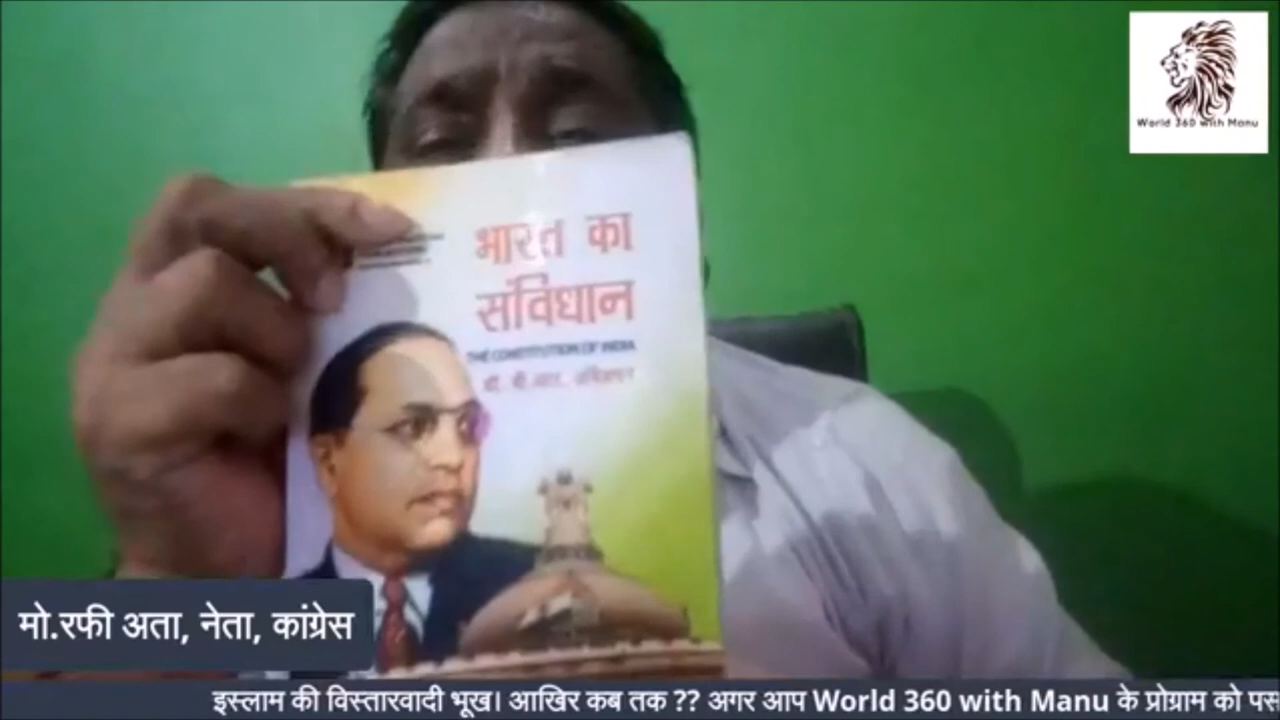 World 360 with Manu
भारत का
संविधान
THE CONSTITUTION OF INDIA
मो.रफी अता, नेता, कांग्रेस
इस्लाम की विस्तारवादी भूख। आखिर कब तक ?? अगर आप World 360 with Manu के प्रोग्राम को पस